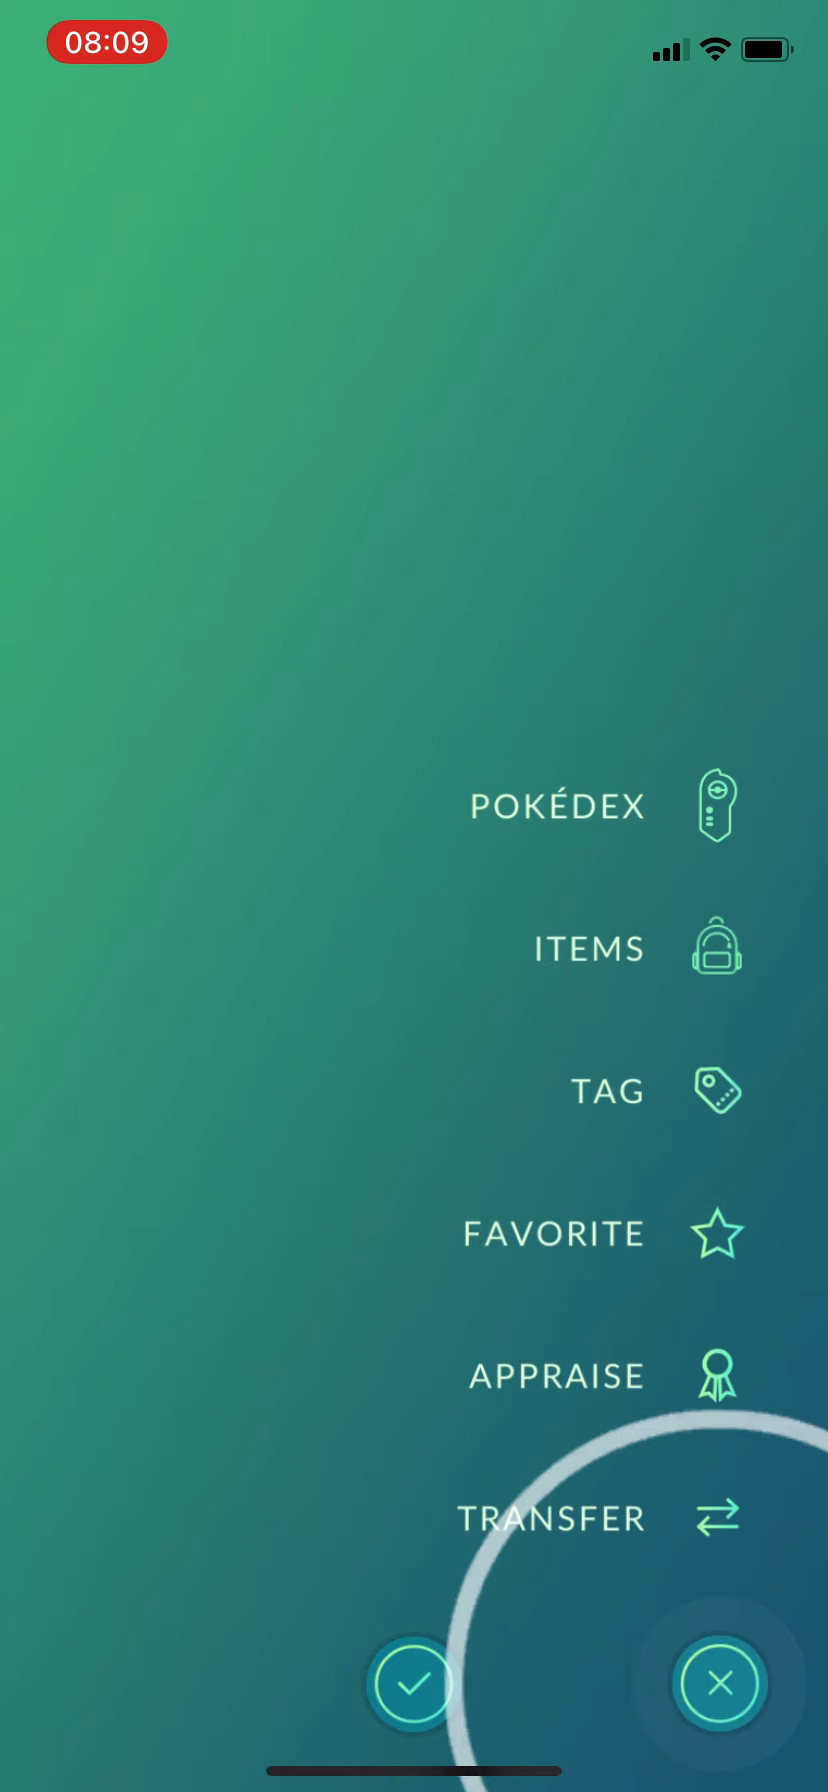 08:09
POKÉDEX
ITEMS
TAG
FAVORITE
APPRAISE
TRANSFER